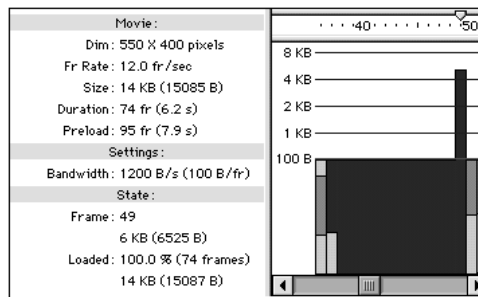 Movie:
Dim: 550 X 400 pixels
Fr Rate: 12.0 fr/sec
Size: 14 KB (15085 B)
Duration: 74 fr (6.2 s)
Preload: 95 fr (7.9 s)
Settings:
Bandwidth: 1200 B/s (100 B/fr)
State:
Frame: 49
6 KB (6525 B)
Loaded: 100.0 % (74 frames)
14 KB (15087 B)
40 50
8 KB
4 KB
2 KB
1 KB
100 B